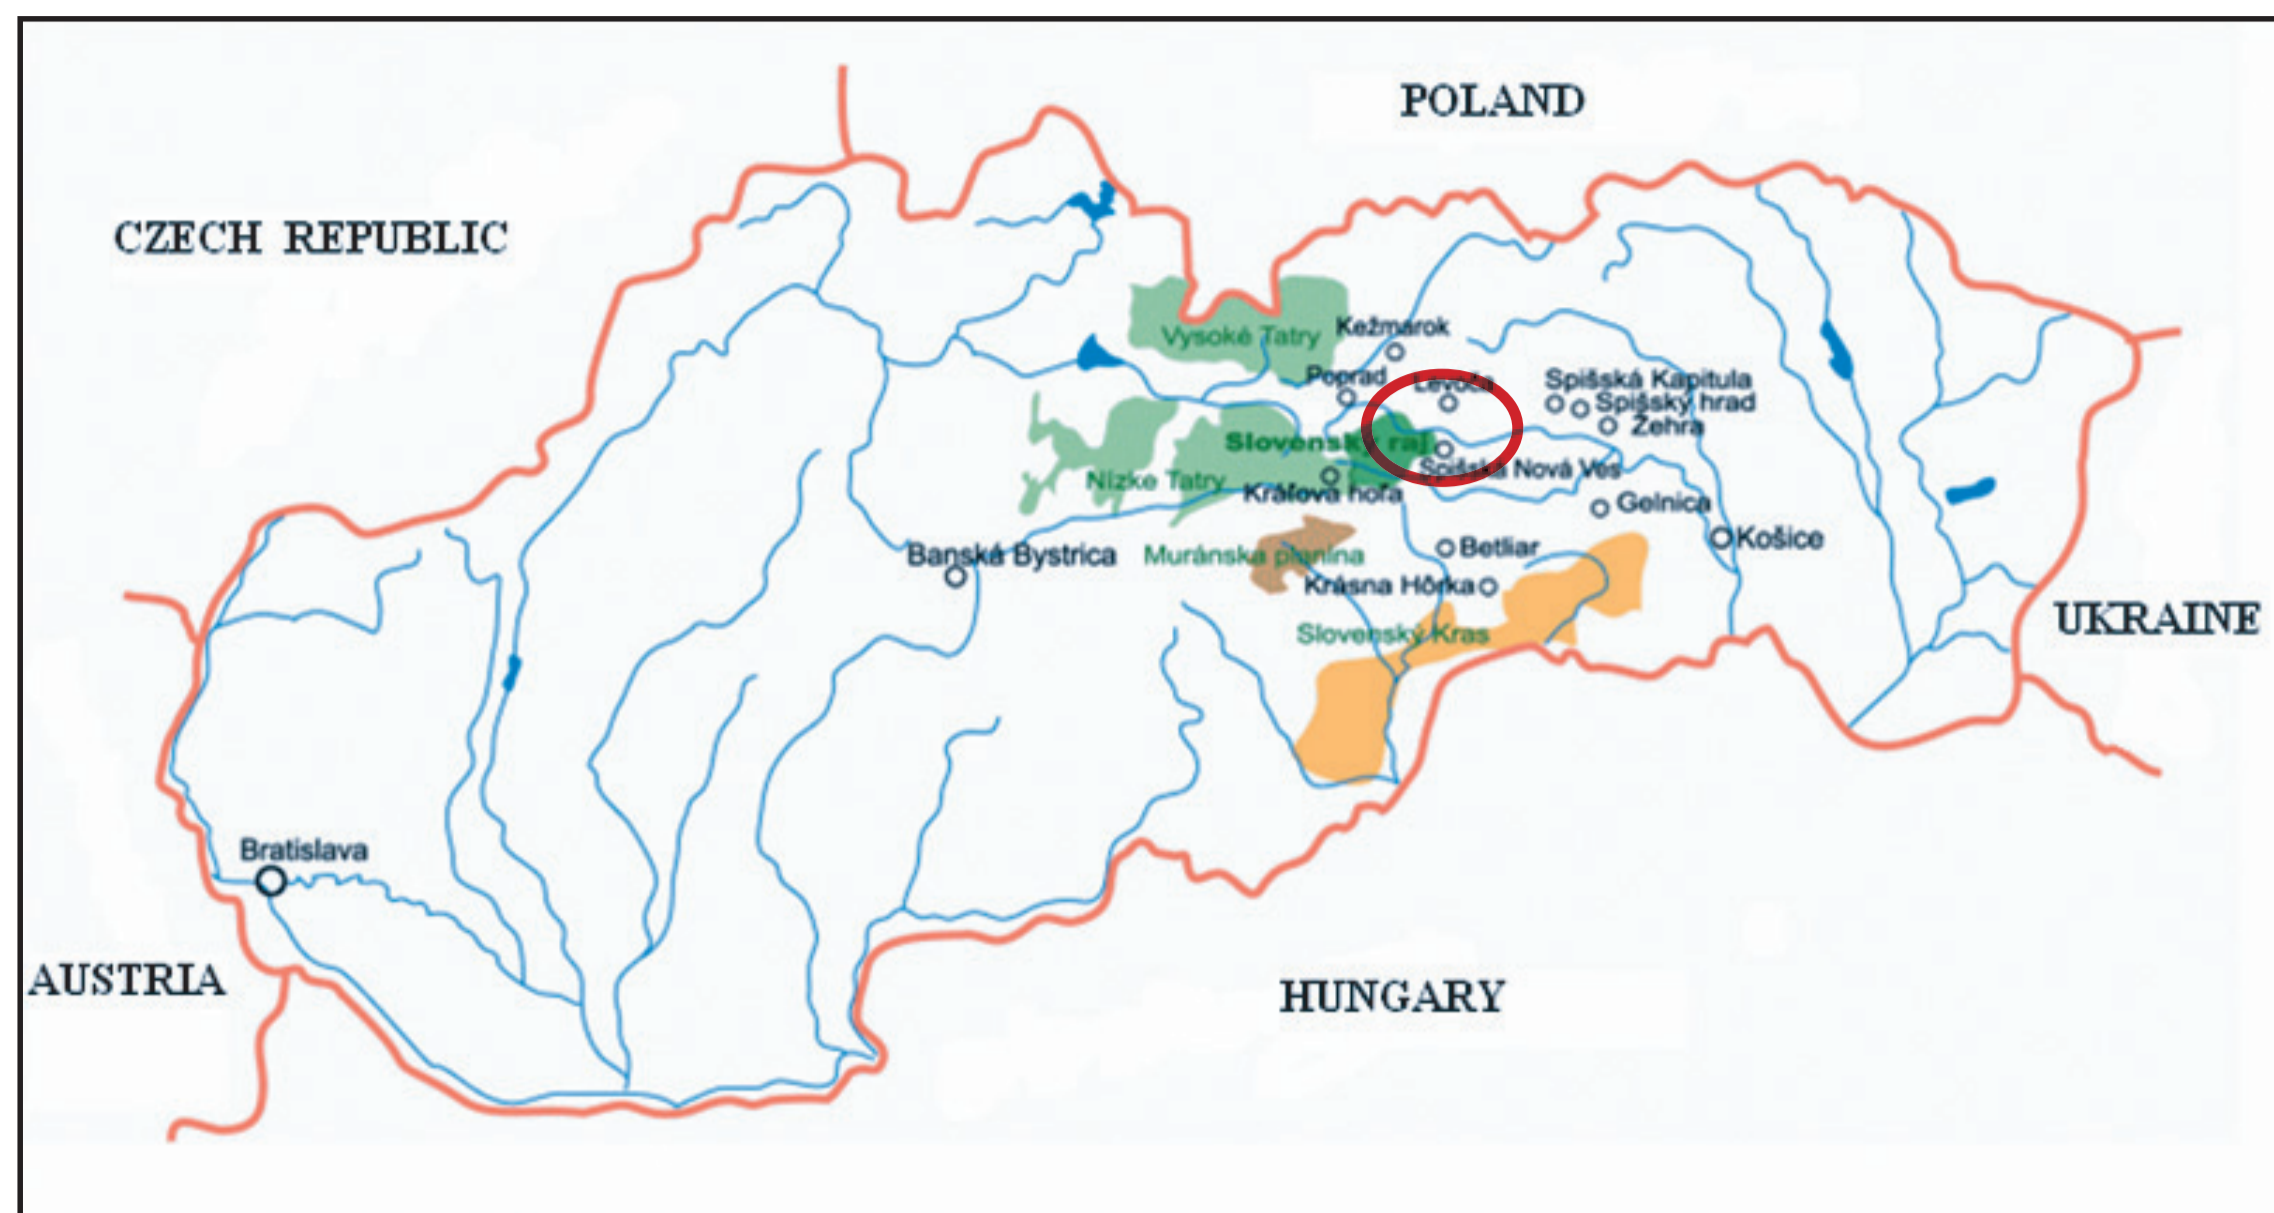 POLAND
CZECH REPUBLIC
Vysoké Tatry
Kežmarok
Poprad
Levoča
Spišská Kapitula
Spišský hrad
Žehra
Slovenský raj
Spišská Nová Ves
Nízke Tatry
Kráľova hoľa
Gelnica
Košice
Banská Bystrica
Muránska planina
Betliar
Krásna Hôrka
Slovenský Kras
UKRAINE
Bratislava
AUSTRIA
HUNGARY